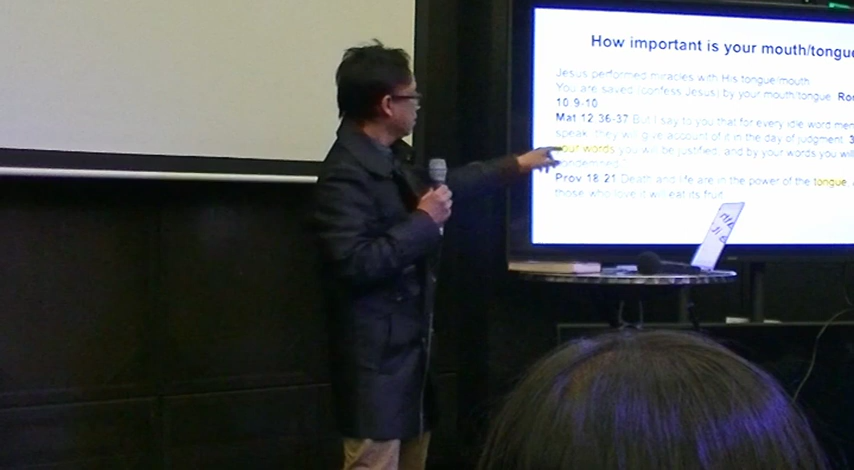 How important is your mouth/tongue
Jesus performed miracles with His tongue/mouth
You are saved (confess Jesus) by your mouth/tongue. Rom
10:9-10
Mat 12:36-37 But I say to you that for every idle word men
speak, they will give account of it in the day of judgment. 3
your words you will be justified, and by your words you will
condemned."
Prov 18:21 Death and life are in the power of the tongue,
those who love it will eat its fruit.